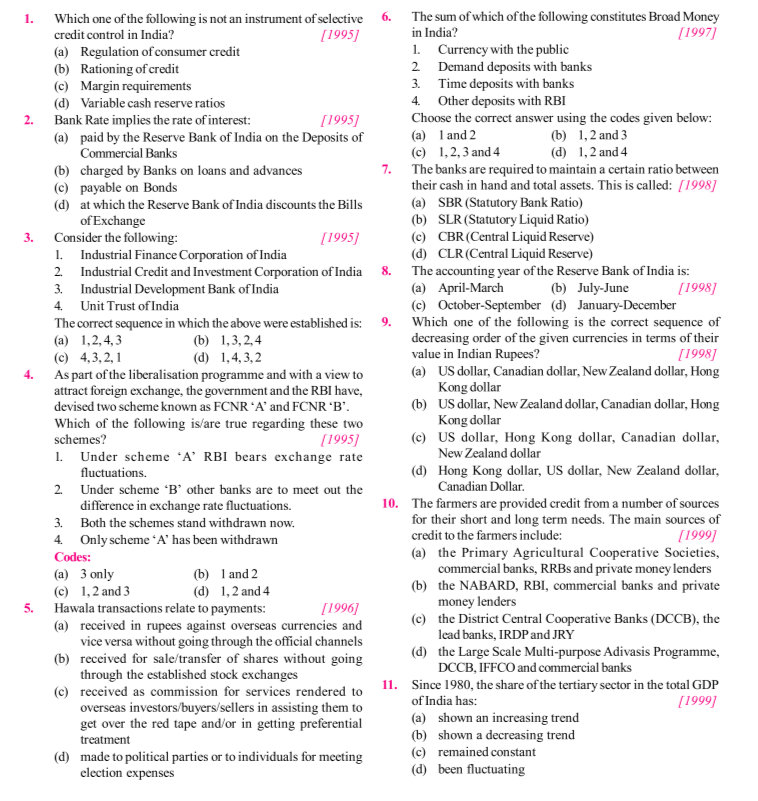 1. Which one of the following is not an instrument of selective
credit control in India? [1995]
(a) Regulation of consumer credit
(b) Rationing of credit
(c) Margin requirements
(d) Variable cash reserve ratios
2. Bank Rate implies the rate of interest: [1995]
(a) paid by the Reserve Bank of India on the Deposits of
Commercial Banks
(b) charged by Banks on loans and advances
(c) payable on Bonds
(d) at which the Reserve Bank of India discounts the Bills
of Exchange
3. Consider the following: [1995]
1. Industrial Finance Corporation of India
2. Industrial Credit and Investment Corporation of India
3. Industrial Development Bank of India
4. Unit Trust of India
The correct sequence in which the above were established is:
(a) 1,2,4,3 (b) 1,3,2,4
(c) 4,3,2,1 (d) 1,4,3,2
4. As part of the liberalisation programme and with a view to
attract foreign exchange, the government and the RBI have,
devised two scheme known as FCNR ‘A’ and FCNR ‘B’.
Which of the following is/are true regarding these two
schemes? [1995]
1. Under scheme ‘A’ RBI bears exchange rate
fluctuations.
2. Under scheme ‘B’ other banks are to meet out the
difference in exchange rate fluctuations.
3. Both the schemes stand withdrawn now.
4. Only scheme ‘A’ has been withdrawn
Codes:
(a) 3 only (b) 1 and 2
(c) 1, 2 and 3 (d) 1, 2 and 4
5. Hawala transactions relate to payments: [1996]
(a) received in rupees against overseas currencies and
vice versa without going through the official channels
(b) received for sale/transfer of shares without going
through the established stock exchanges
(c) received as commission for services rendered to
overseas investors/buyers/sellers in assisting them to
get over the red tape and/or in getting preferential
treatment
(d) made to political parties or to individuals for meeting
election expenses
6. The sum of which of the following constitutes Broad Money
in India? [1997]
1. Currency with the public
2. Demand deposits with banks
3. Time deposits with banks
4. Other deposits with RBI
Choose the correct answer using the codes given below:
(a) 1 and 2 (b) 1, 2 and 3
(c) 1, 2, 3 and 4 (d) 1, 2 and 4
7. The banks are required to maintain a certain ratio between
their cash in hand and total assets. This is called: [1998]
(a) SBR (Statutory Bank Ratio)
(b) SLR (Statutory Liquid Ratio)
(c) CBR (Central Liquid Reserve)
(d) CLR (Central Liquid Reserve)
8. The accounting year of the Reserve Bank of India is:
(a) April-March (b) July-June [1998]
(c) October-September (d) January-December
9. Which one of the following is the correct sequence of
decreasing order of the given currencies in terms of their
value in Indian Rupees? [1998]
(a) US dollar, Canadian dollar, New Zealand dollar, Hong
Kong dollar
(b) US dollar, New Zealand dollar, Canadian dollar, Hong
Kong dollar
(c) US dollar, Hong Kong dollar, Canadian dollar,
New Zealand dollar
(d) Hong Kong dollar, US dollar, New Zealand dollar,
Canadian Dollar.
10. The farmers are provided credit from a number of sources
for their short and long term needs. The main sources of
credit to the farmers include: [1999]
(a) the Primary Agricultural Cooperative Societies,
commercial banks, RRBs and private money lenders
(b) the NABARD, RBI, commercial banks and private
money lenders
(c) the District Central Cooperative Banks (DCCB), the
lead banks, IRDP and JRY
(d) the Large Scale Multi-purpose Adivasis Programme,
DCCB, IFFCO and commercial banks
11. Since 1980, the share of the tertiary sector in the total GDP
of India has: [1999]
(a) shown an increasing trend
(b) shown a decreasing trend
(c) remained constant
(d) been fluctuating